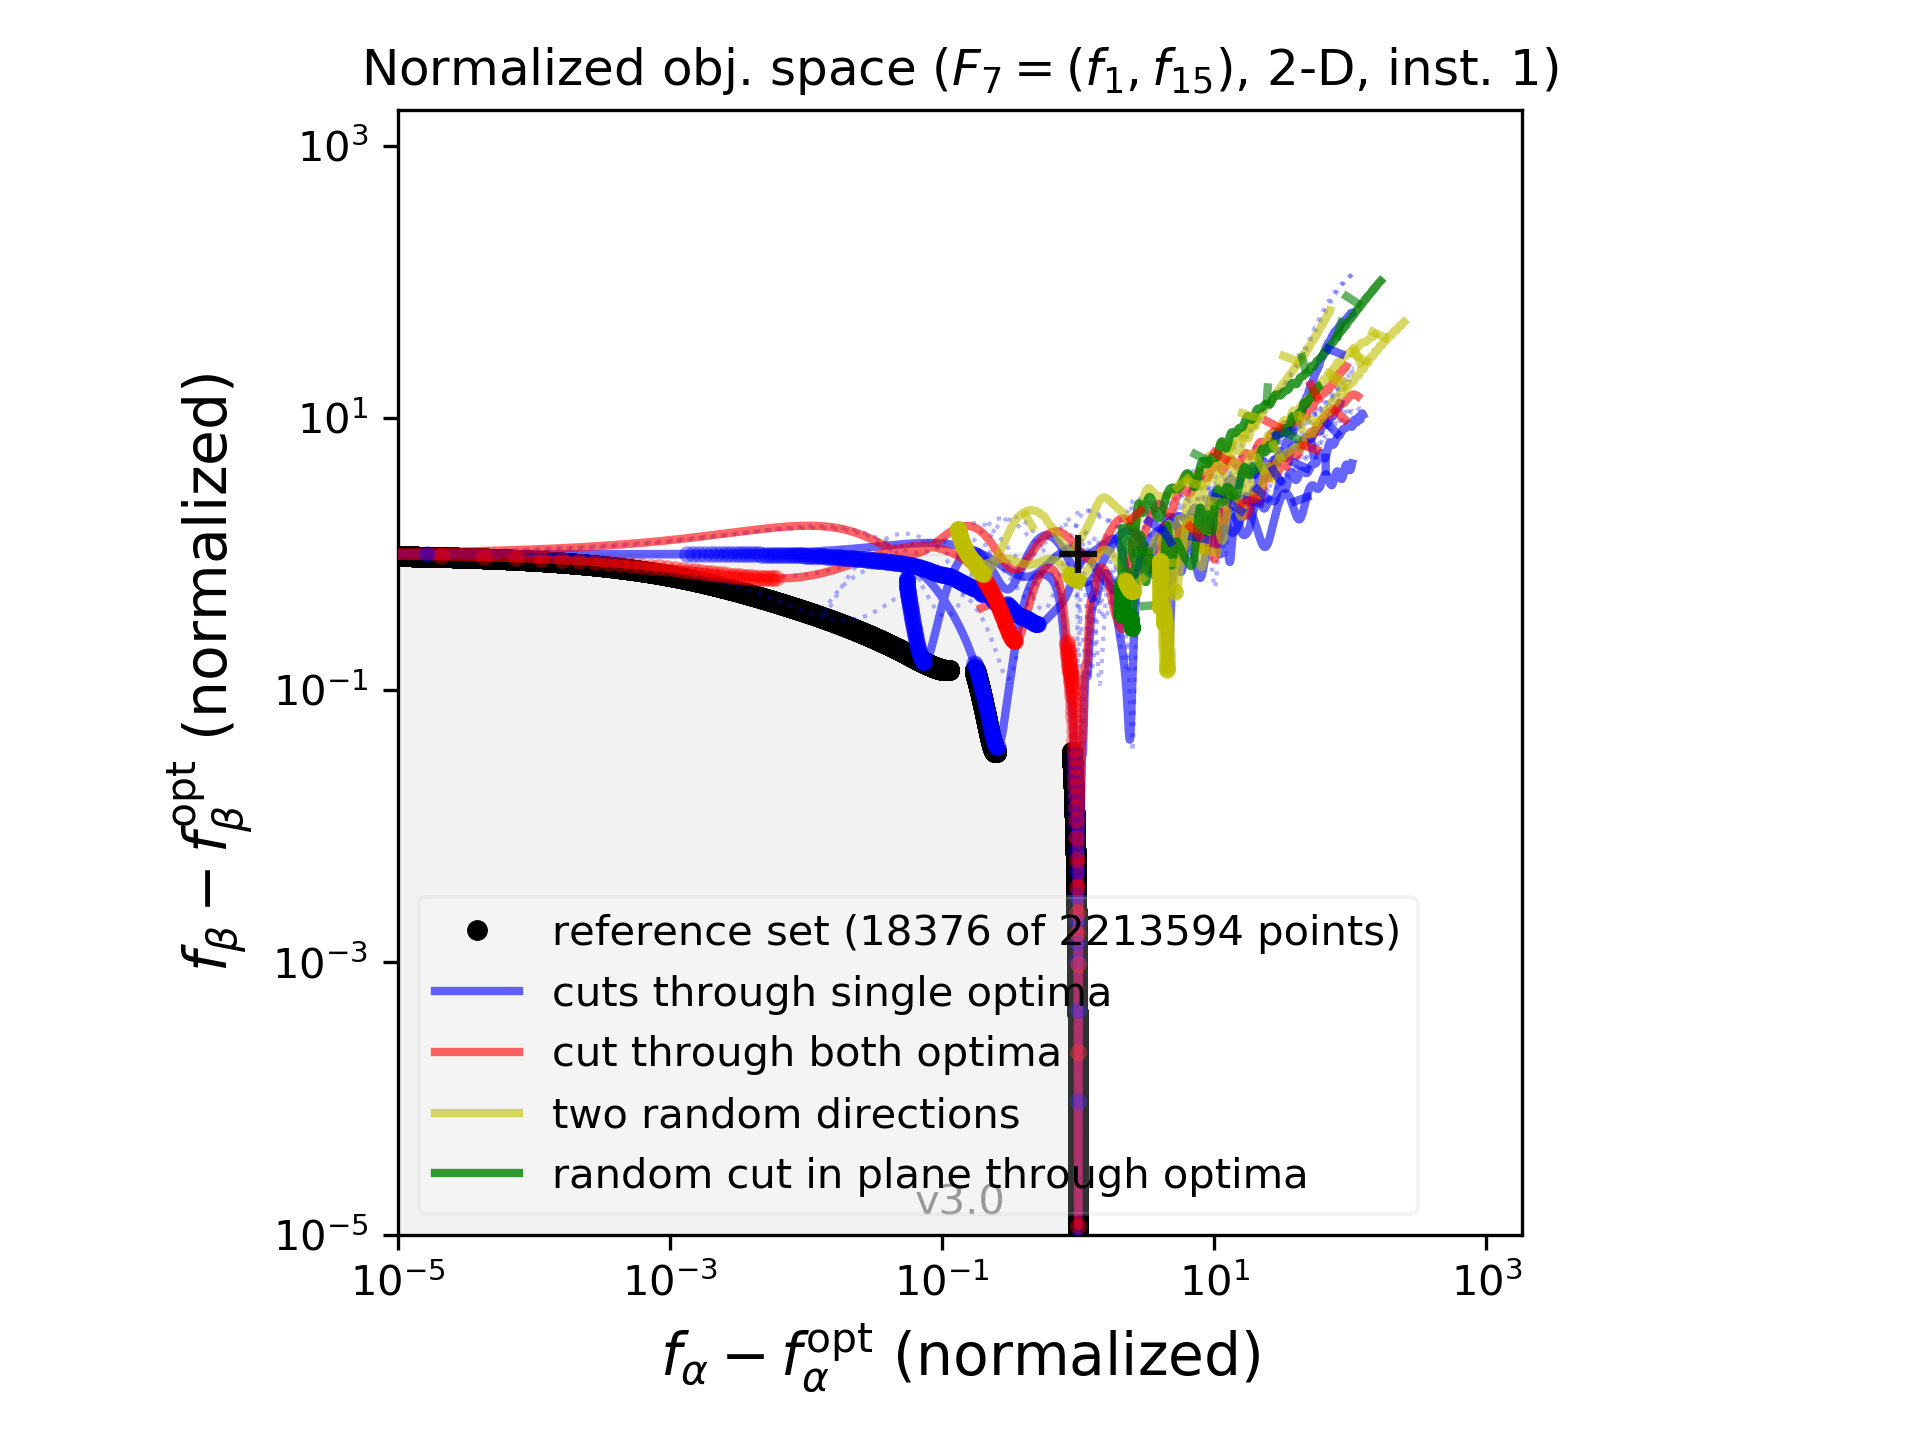 Normalized obj. space (F₇ = (f₁, f₁₅), 2-D, inst. 1)
10³
10¹
10⁻¹
10⁻³
10⁻⁵
f_β − f_β^opt (normalized)
reference set (18376 of 2213594 points)
cuts through single optima
cut through both optima
two random directions
random cut in plane through optima
v3.0
10⁻⁵
10⁻³
10⁻¹
10¹
10³
f_α − f_α^opt (normalized)